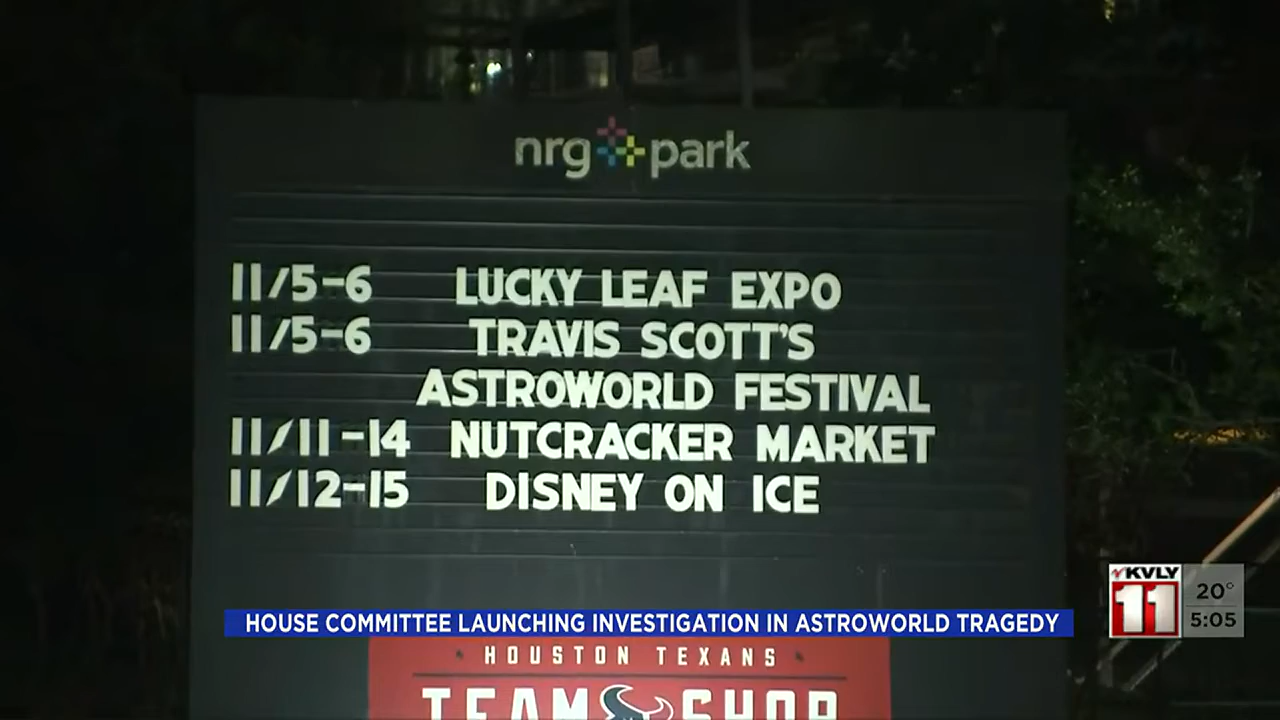 nrg park
11/5-6 LUCKY LEAF EXPO
11/5-6 TRAVIS SCOTT'S
ASTROWORLD FESTIVAL
11/11-14 NUTCRACKER MARKET
11/12-15 DISNEY ON ICE
HOUSE COMMITTEE LAUNCHING INVESTIGATION IN ASTROWORLD TRAGEDY
KVLY
11
20°
5:05
HOUSTON TEXANS
TEAM SHOP